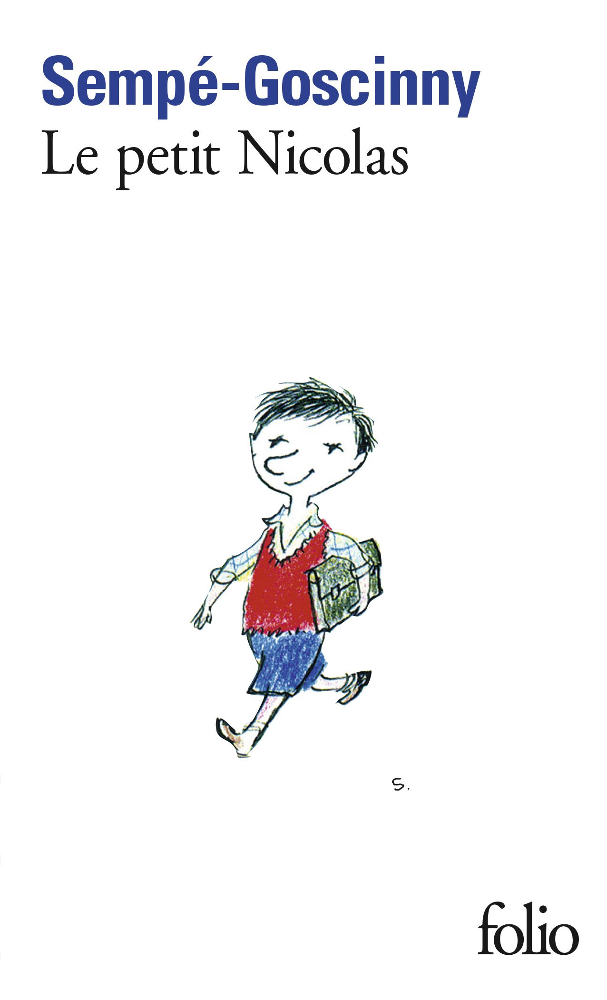 Sempé-Goscinny
Le petit Nicolas
S.
folio